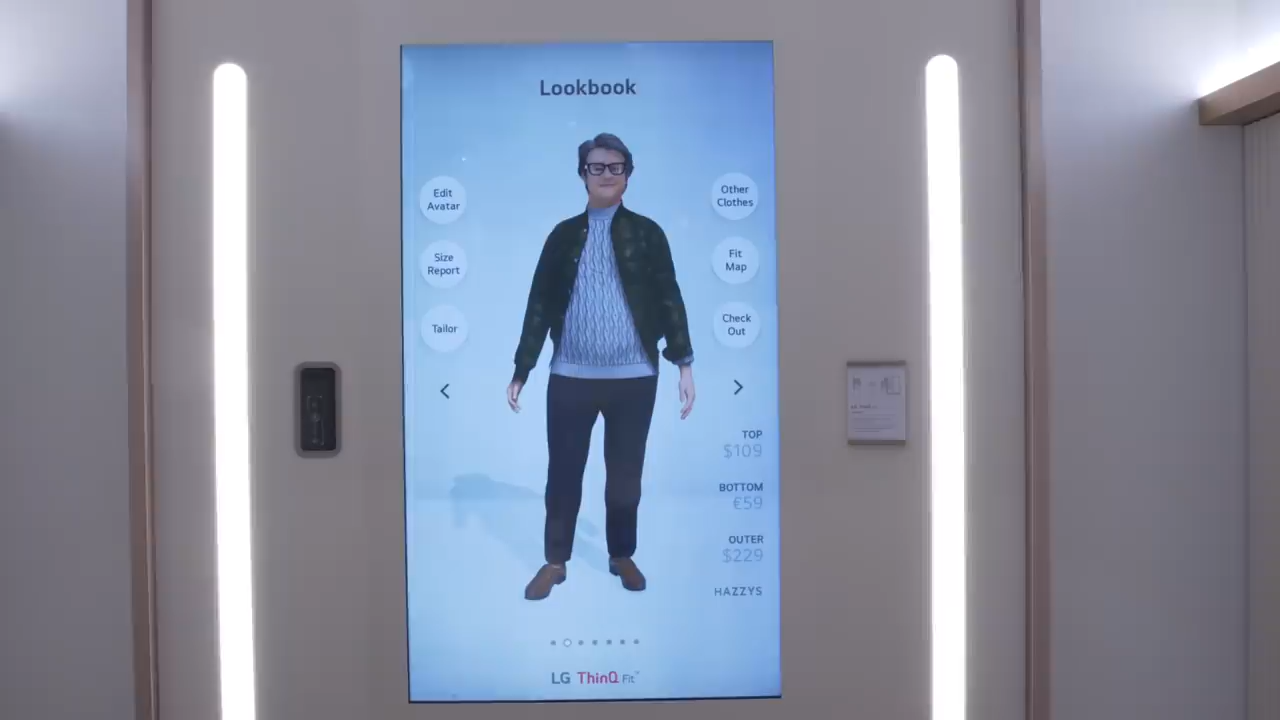 Lookbook
Edit
Avatar
Other
Clothes
Size
Report
Fit
Map
Tailor
Check
Out
<
>
TOP
$109
BOTTOM
€59
OUTER
$229
HAZZYS
LG ThinQ Fit™